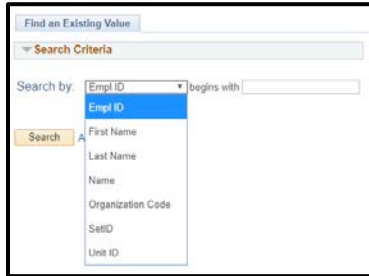 Find an Existing Value
Search Criteria
Search by: Empl ID begins with
Empl ID
Search A First Name
Last Name
Name
Organization Code
SetID
Unit ID